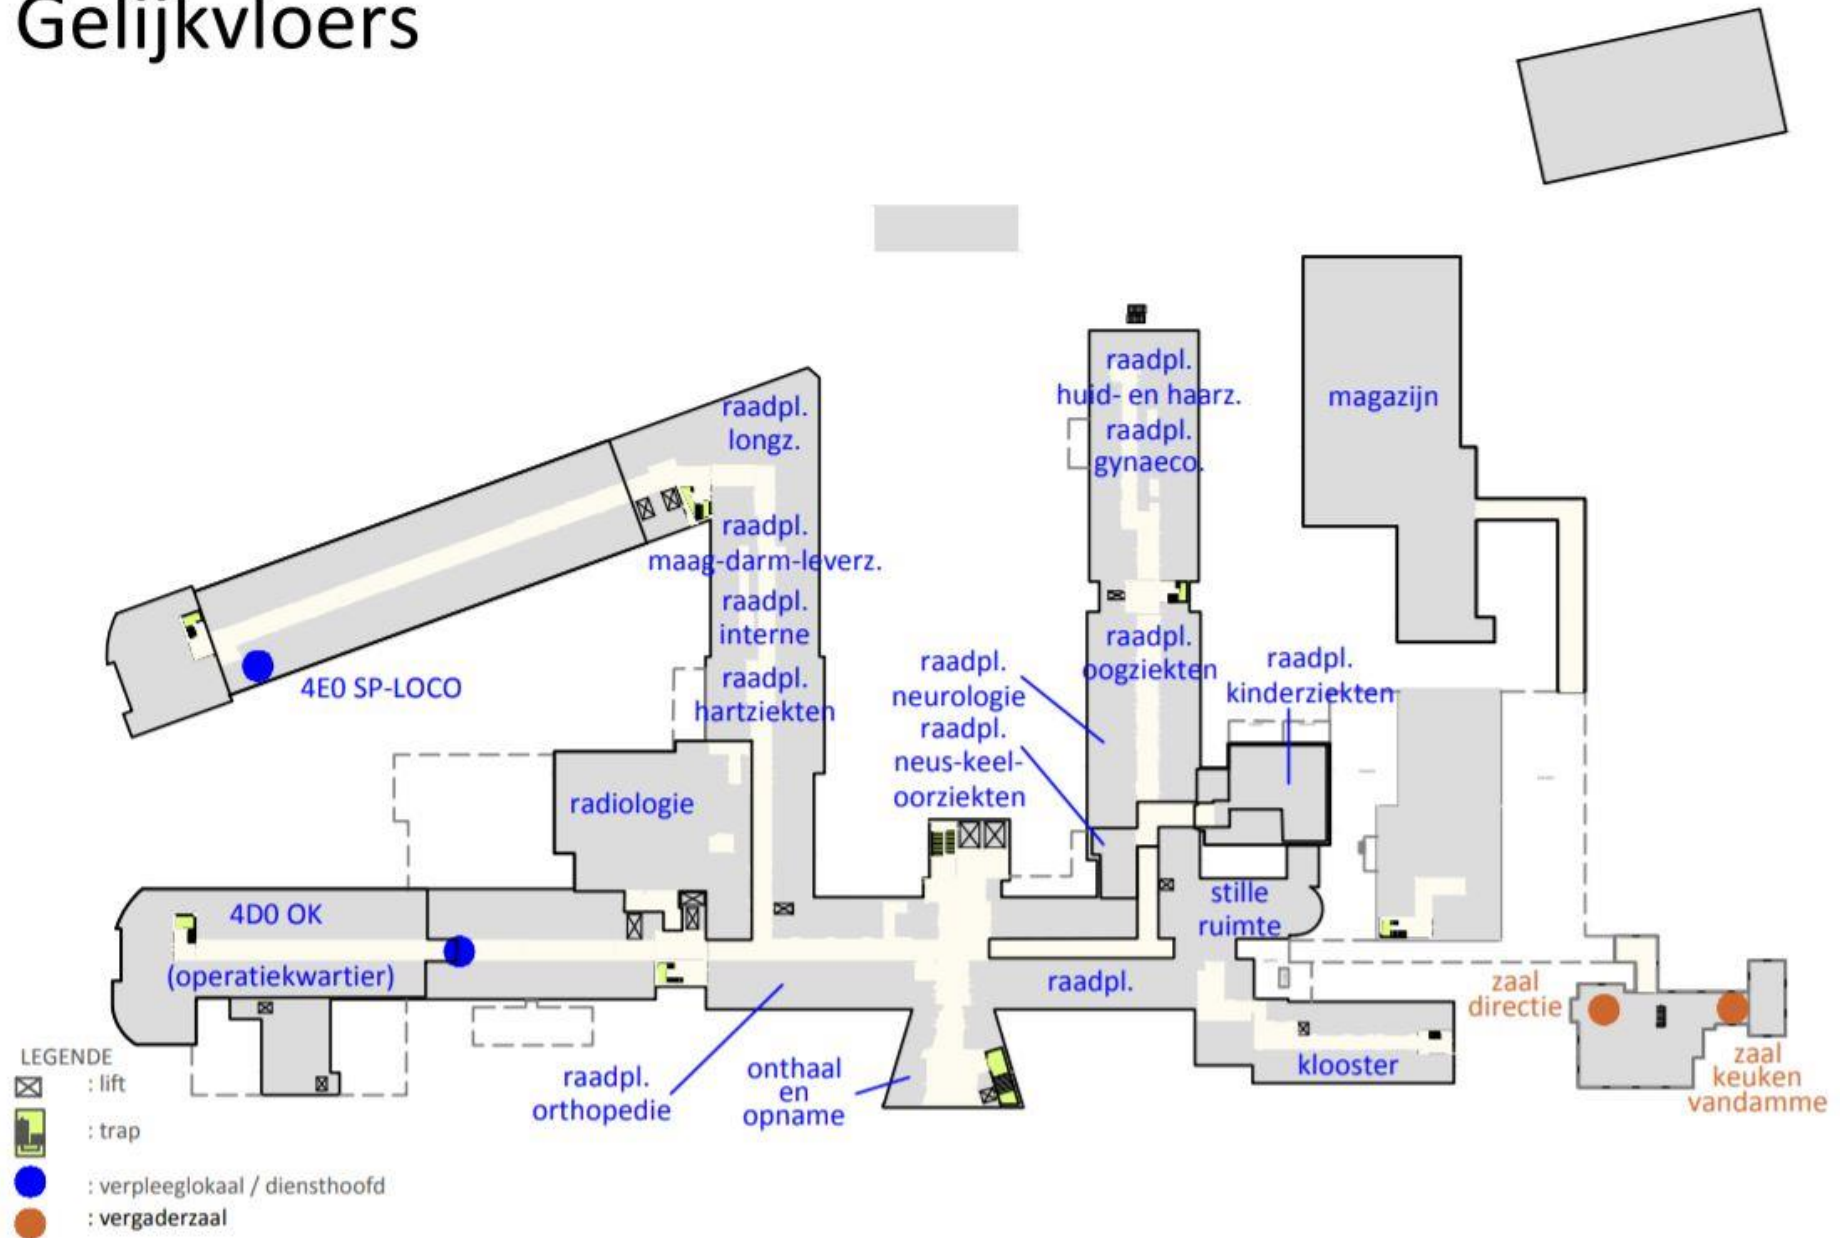 Gelijkvloers
raadpl.
longz.
raadpl.
maag-darm-leverz.
raadpl.
interne
raadpl.
hartziekten
4E0 SP-LOCO
radiologie
4D0 OK
(operatiekwartier)
raadpl.
huid- en haarz.
raadpl.
gynaeco.
raadpl.
oogziekten
raadpl.
neurologie
raadpl.
neus-keel-
oorziekten
raadpl.
kinderziekten
magazijn
stille
ruimte
raadpl.
klooster
raadpl.
orthopedie
onthaal
en
opname
zaal
directie
zaal
keuken
vandamme
LEGENDE
: lift
: trap
: verpleeglokaal / diensthoofd
: vergaderzaal